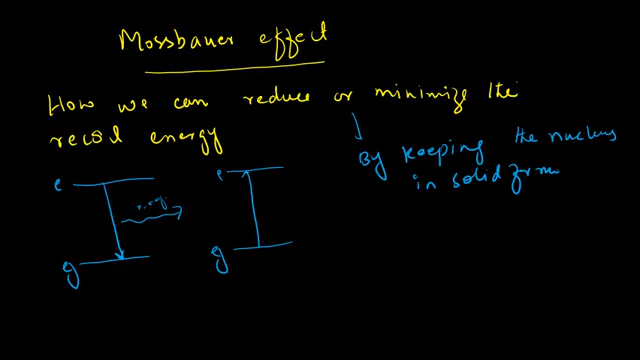 Mossbauer effect
How we can reduce or minimize the
recoil energy
By keeping the nucleus
in solid form
e
e
g
g